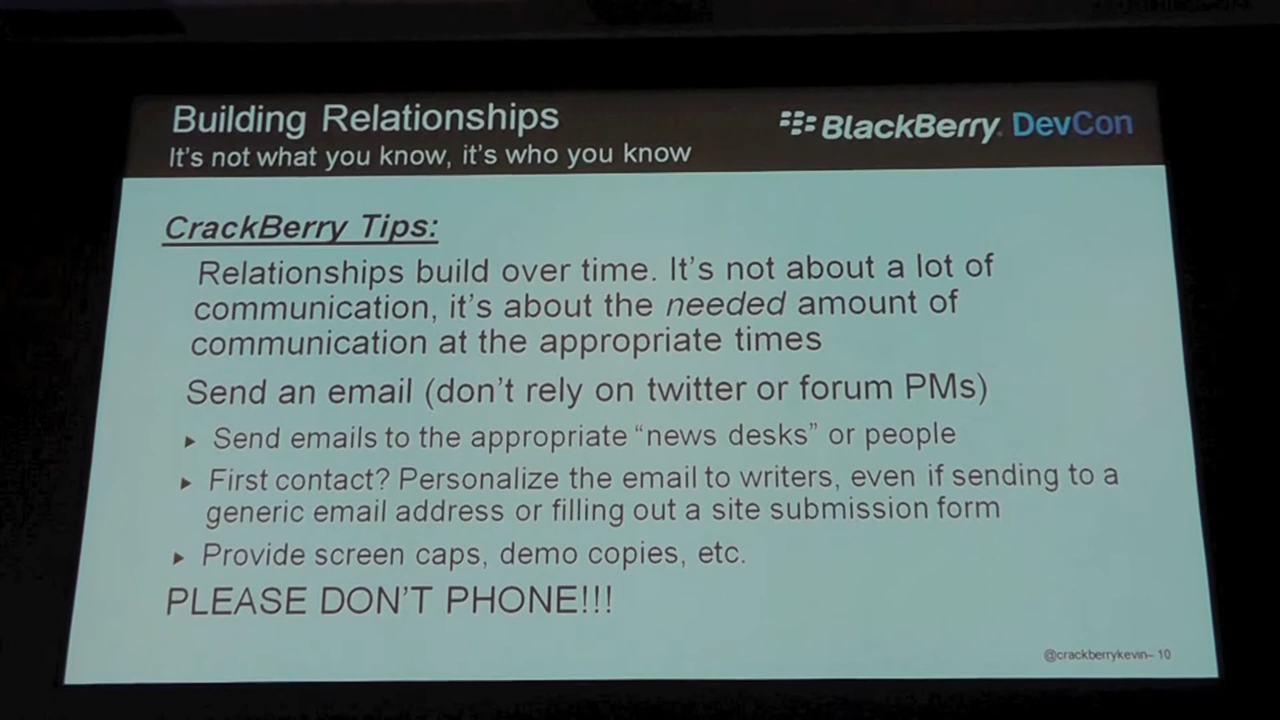 Building Relationships
It's not what you know, it's who you know
BlackBerry DevCon
CrackBerry Tips:
Relationships build over time. It's not about a lot of
communication, it's about the needed amount of
communication at the appropriate times
Send an email (don't rely on twitter or forum PMs)
Send emails to the appropriate “news desks” or people
First contact? Personalize the email to writers, even if sending to a
generic email address or filling out a site submission form
Provide screen caps, demo copies, etc.
PLEASE DON'T PHONE!!!
@crackberrykevin– 10